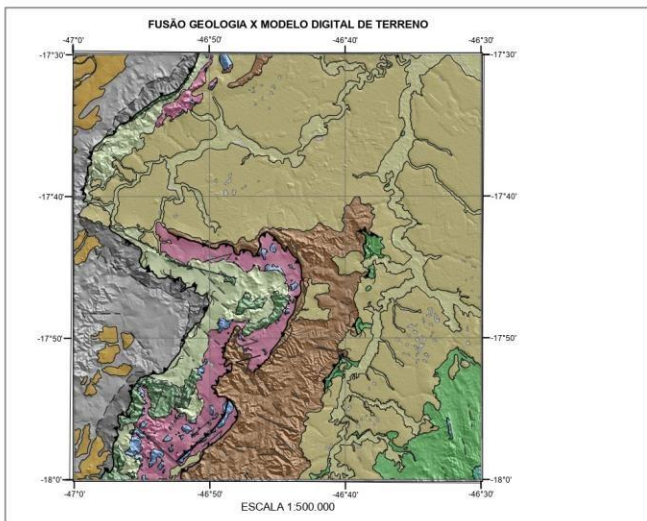 FUSÃO GEOLOGIA X MODELO DIGITAL DE TERRENO
-47°0' -46°50' -46°40' -46°30'
-17°30' -17°30'
-17°40' -17°40'
-17°50' -17°50'
-18°0' -18°0'
-47°0' -46°50' -46°40' -46°30'
ESCALA 1:500.000